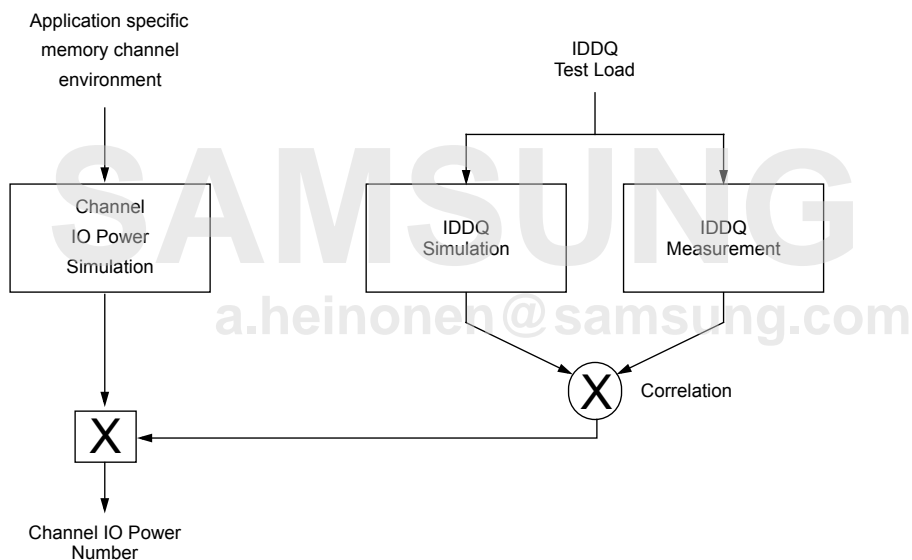 Application specific
memory channel
environment
IDDQ
Test Load
SAMSUNG
Channel
IO Power
Simulation
IDDQ
Simulation
IDDQ
Measurement
a.heinonen@samsung.com
X
Correlation
X
Channel IO Power
Number